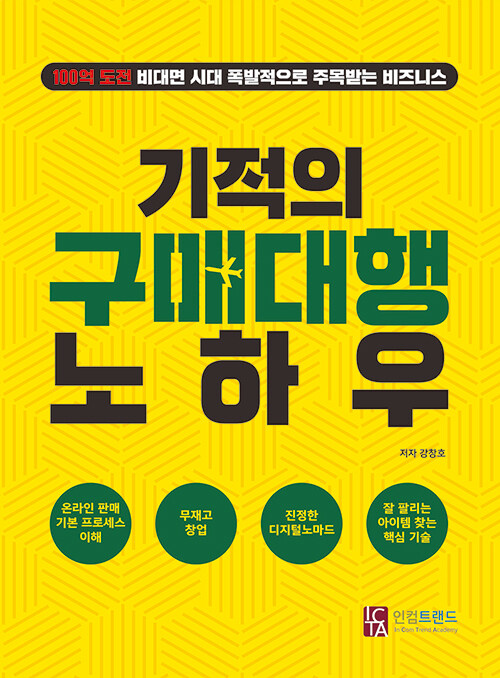 100억 도전 비대면 시대 폭발적으로 주목받는 비즈니스
기적의
구매대행
노하우
저자 강창호
온라인 판매
기본 프로세스
이해
무재고
창업
진정한
디지털노마드
잘 팔리는
아이템 찾는
핵심 기술
ICTA
인컴트랜드
In Com Trend Academy